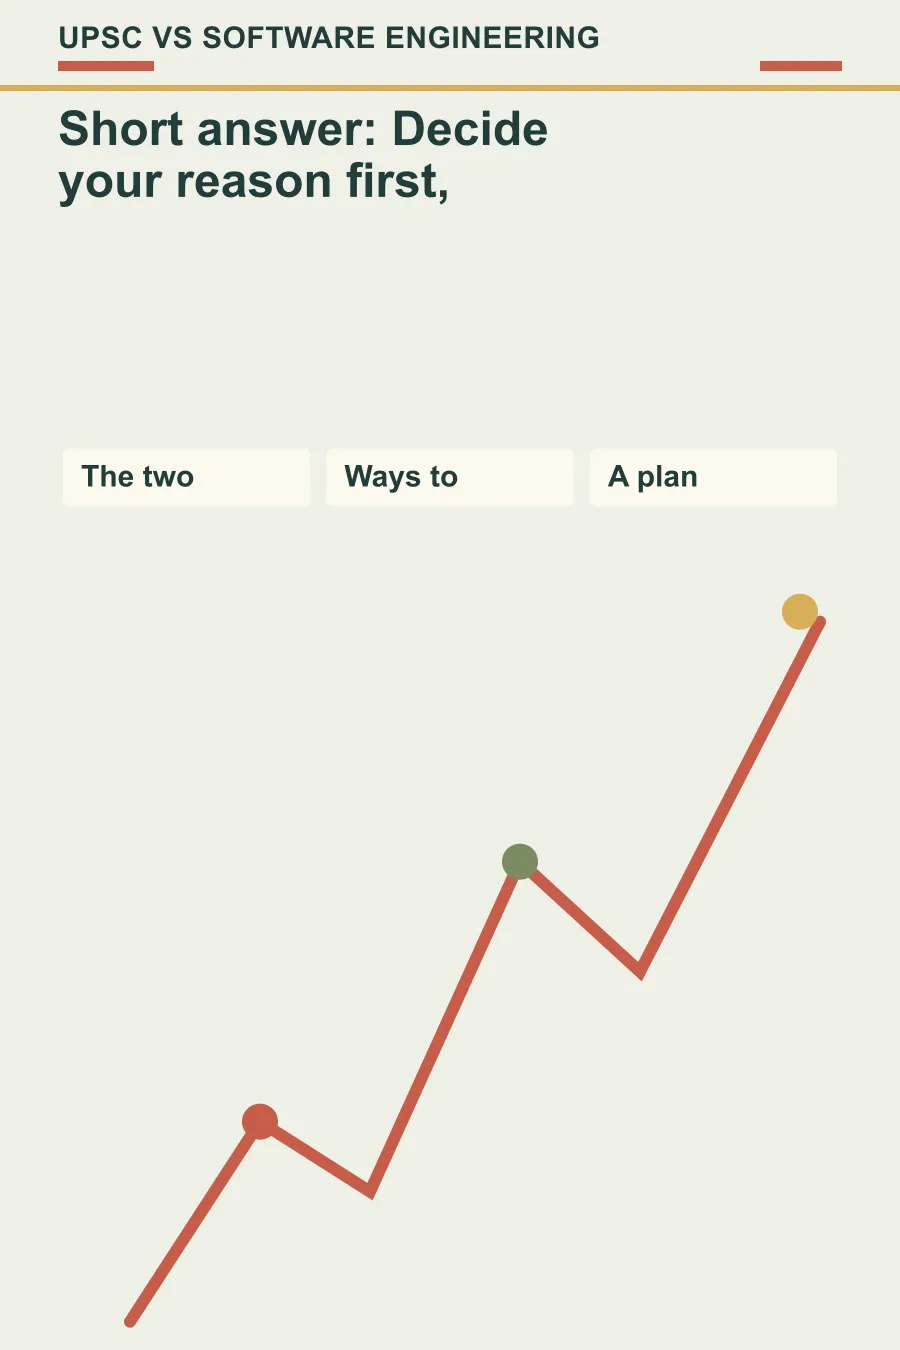 UPSC VS SOFTWARE ENGINEERING
Short answer: Decide
your reason first,
The two
Ways to
A plan